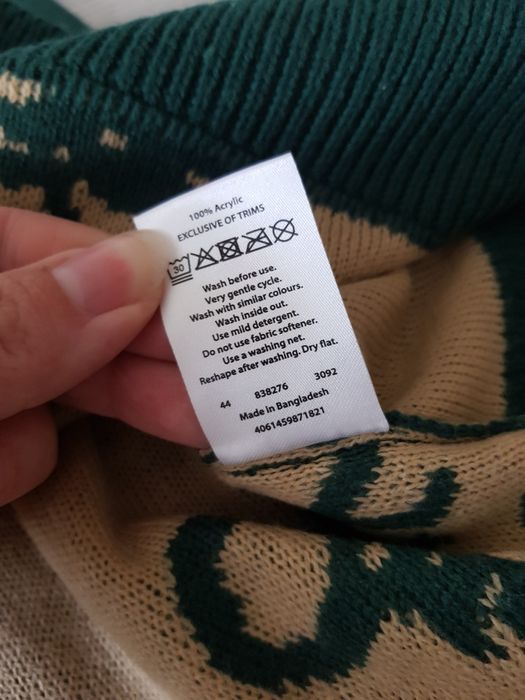 100% Acrylic
EXCLUSIVE OF TRIMS
30
Wash before use.
Very gentle cycle.
Wash with similar colours.
Wash inside out.
Use mild detergent.
Do not use fabric softener.
Use a washing net.
Reshape after washing. Dry flat.
44 838276 3092
Made in Bangladesh
4061459871821